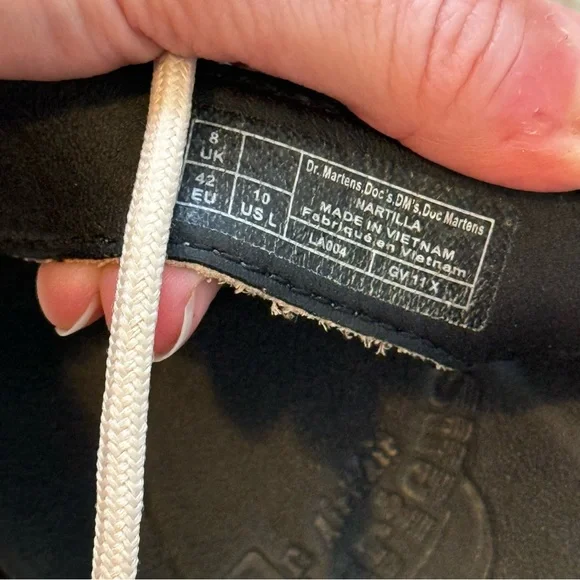 8
UK
42
EU
10
US L
Dr. Martens,Doc's,DM's,Duc Martens
NARTILLA
MADE IN VIETNAM
Fabriqué en Vietnam
LA004
GV 11 X